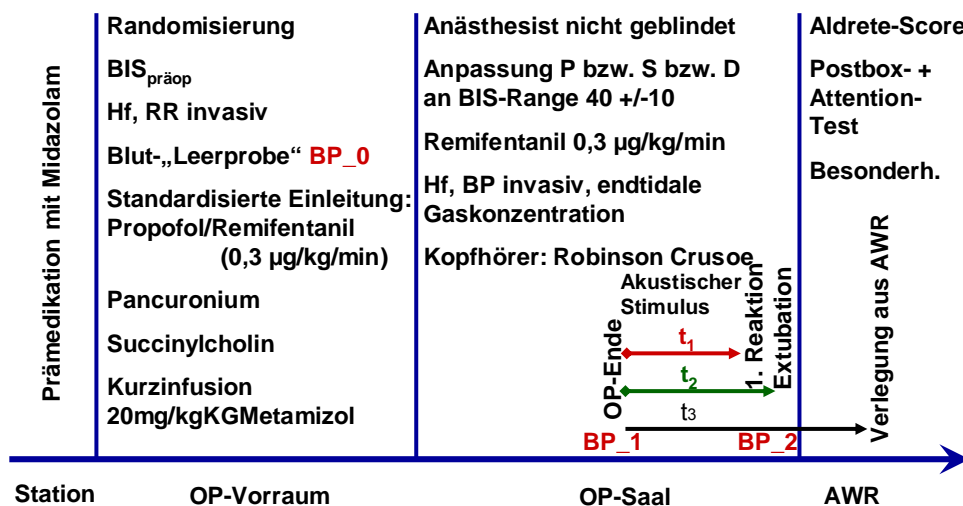 Prämedikation mit Midazolam
Randomisierung
BISpräop
Hf, RR invasiv
Blut-„Leerprobe“ BP_0
Standardisierte Einleitung:
Propofol/Remifentanil
(0,3 µg/kg/min)
Pancuronium
Succinylcholin
Kurzinfusion
20mg/kgKGMetamizol
Anästhesist nicht geblindet
Anpassung P bzw. S bzw. D
an BIS-Range 40 +/-10
Remifentanil 0,3 µg/kg/min
Hf, BP invasiv, endtidale
Gaskonzentration
Kopfhörer: Robinson Crusoe
Akustischer
Stimulus
OP-Ende
t1
t2
t3
1. Reaktion
Extubation
BP_1
BP_2
Aldrete-Score
Postbox- +
Attention-
Test
Besonderh.
Verlegung aus AWR
Station
OP-Vorraum
OP-Saal
AWR